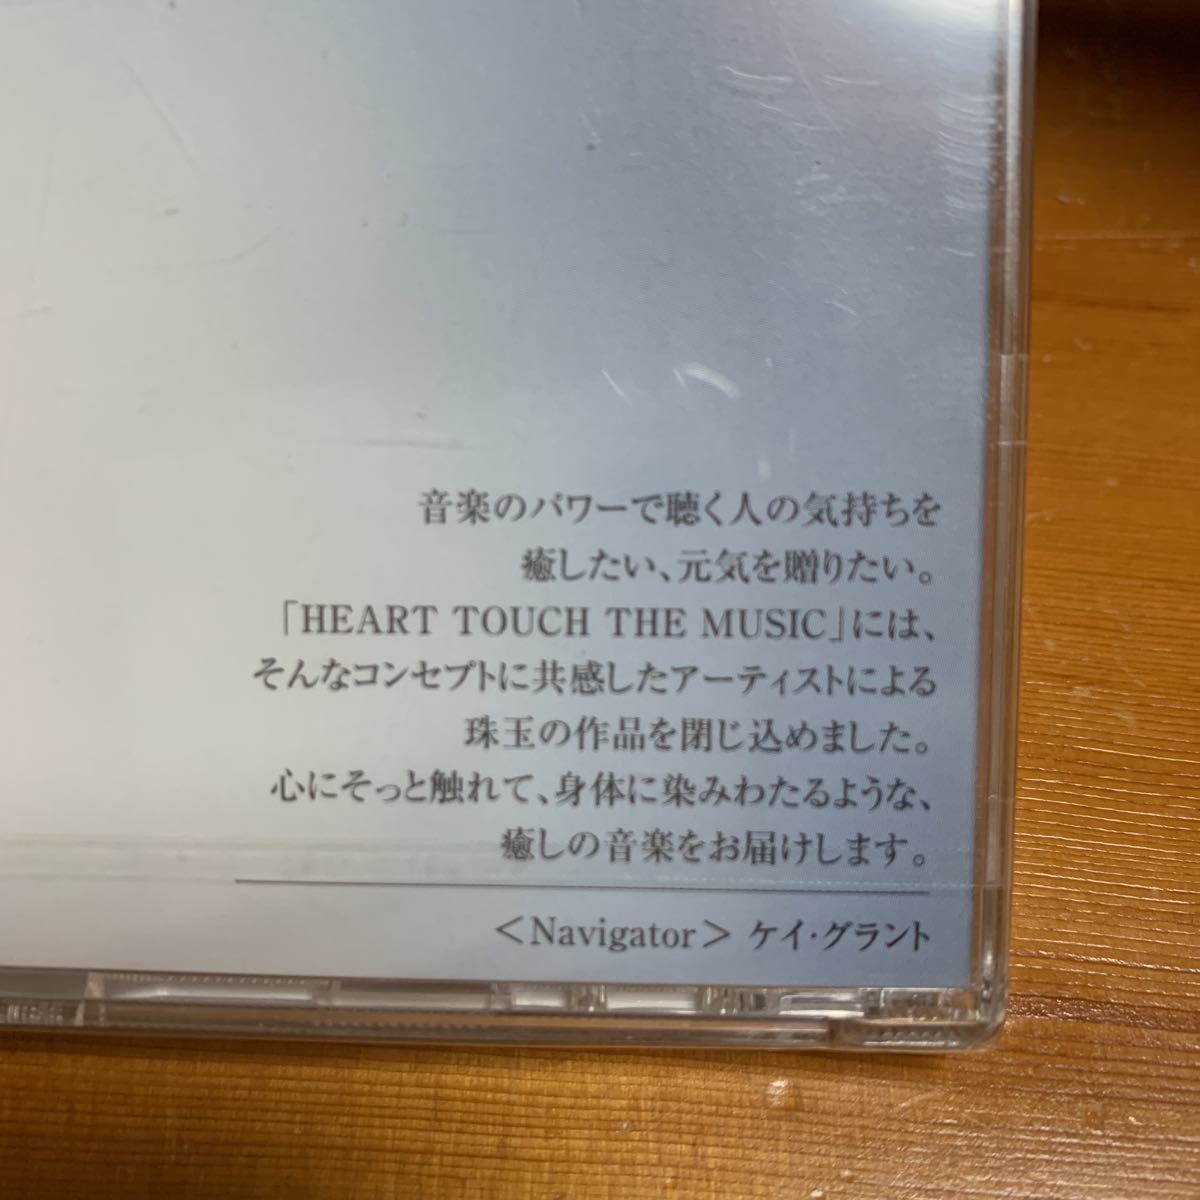 音楽のパワーで聴く人の気持ちを
癒したい、元気を贈りたい。
「HEART TOUCH THE MUSIC」には、
そんなコンセプトに共感したアーティストによる
珠玉の作品を閉じ込めました。
心にそっと触れて、身体に染みわたるような、
癒しの音楽をお届けします。
＜Navigator＞ ケイ・グラント